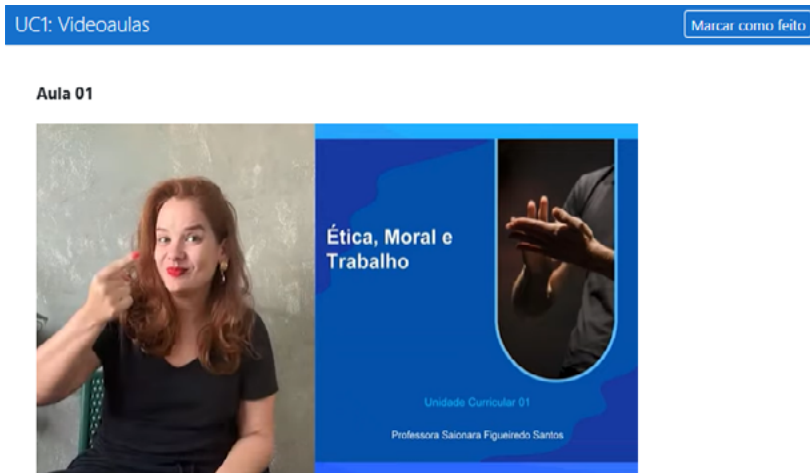 UC1: Videoaulas
Marcar como feito
Aula 01
Ética, Moral e
Trabalho
Unidade Curricular 01
Professora Saionara Figueiredo Santos